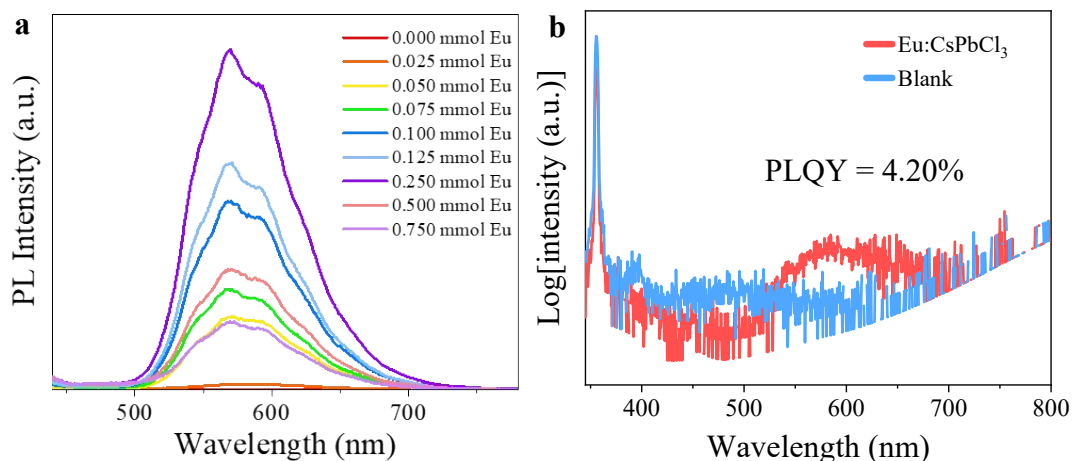 a
PL Intensity (a.u.)
0.000 mmol Eu
0.025 mmol Eu
0.050 mmol Eu
0.075 mmol Eu
0.100 mmol Eu
0.125 mmol Eu
0.250 mmol Eu
0.500 mmol Eu
0.750 mmol Eu
500
600
700
Wavelength (nm)
b
Log[intensity (a.u.)]
Eu:CsPbCl₃
Blank
PLQY = 4.20%
400
500
600
700
800
Wavelength (nm)